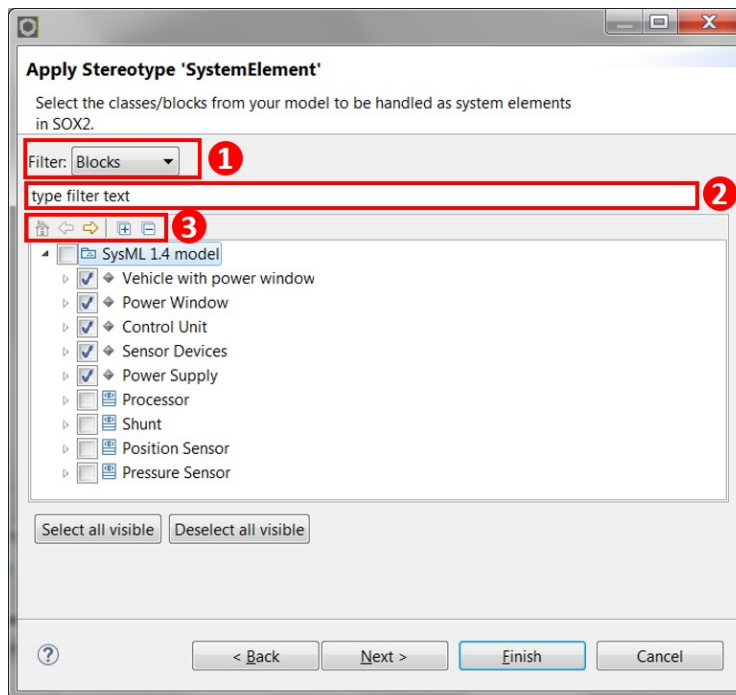 Apply Stereotype 'SystemElement'
Select the classes/blocks from your model to be handled as system elements
in SOX2.
Filter: Blocks 1
type filter text 2
3
SysML 1.4 model
Vehicle with power window
Power Window
Control Unit
Sensor Devices
Power Supply
Processor
Shunt
Position Sensor
Pressure Sensor
Select all visible Deselect all visible
? < Back Next > Finish Cancel